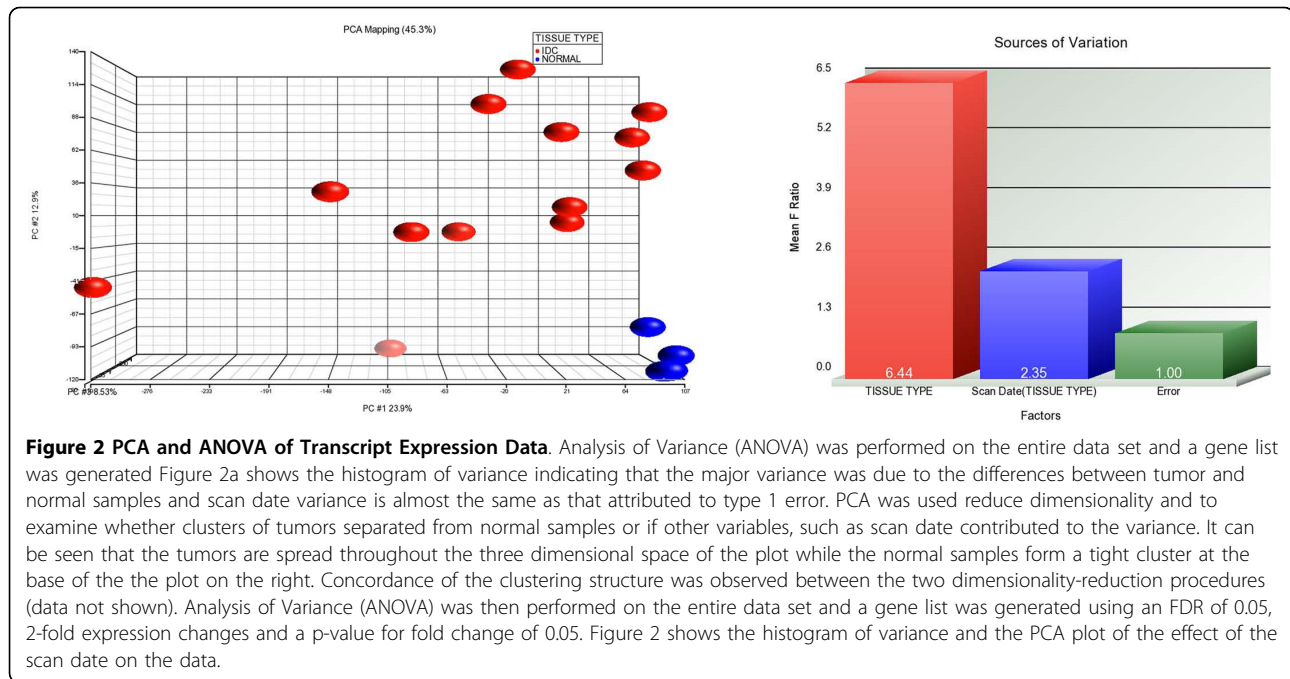 PCA Mapping (45.3%)
TISSUE TYPE
IDC
NORMAL
140
114
88
62
36
10
-15
-41
-67
-93
-120
PC #2 12.9%
PC #3 8.53%
-276
-233
-191
-148
-105
-63
-20
21
64
107
PC #1 23.9%
Sources of Variation
6.5
5.2
3.9
2.6
1.3
0.0
Mean F Ratio
6.44
2.35
1.00
TISSUE TYPE
Scan Date(TISSUE TYPE)
Error
Factors
Figure 2 PCA and ANOVA of Transcript Expression Data. Analysis of Variance (ANOVA) was performed on the entire data set and a gene list
was generated Figure 2a shows the histogram of variance indicating that the major variance was due to the differences between tumor and
normal samples and scan date variance is almost the same as that attributed to type 1 error. PCA was used reduce dimensionality and to
examine whether clusters of tumors separated from normal samples or if other variables, such as scan date contributed to the variance. It can
be seen that the tumors are spread throughout the three dimensional space of the plot while the normal samples form a tight cluster at the
base of the the plot on the right. Concordance of the clustering structure was observed between the two dimensionality-reduction procedures
(data not shown). Analysis of Variance (ANOVA) was then performed on the entire data set and a gene list was generated using an FDR of 0.05,
2-fold expression changes and a p-value for fold change of 0.05. Figure 2 shows the histogram of variance and the PCA plot of the effect of the
scan date on the data.